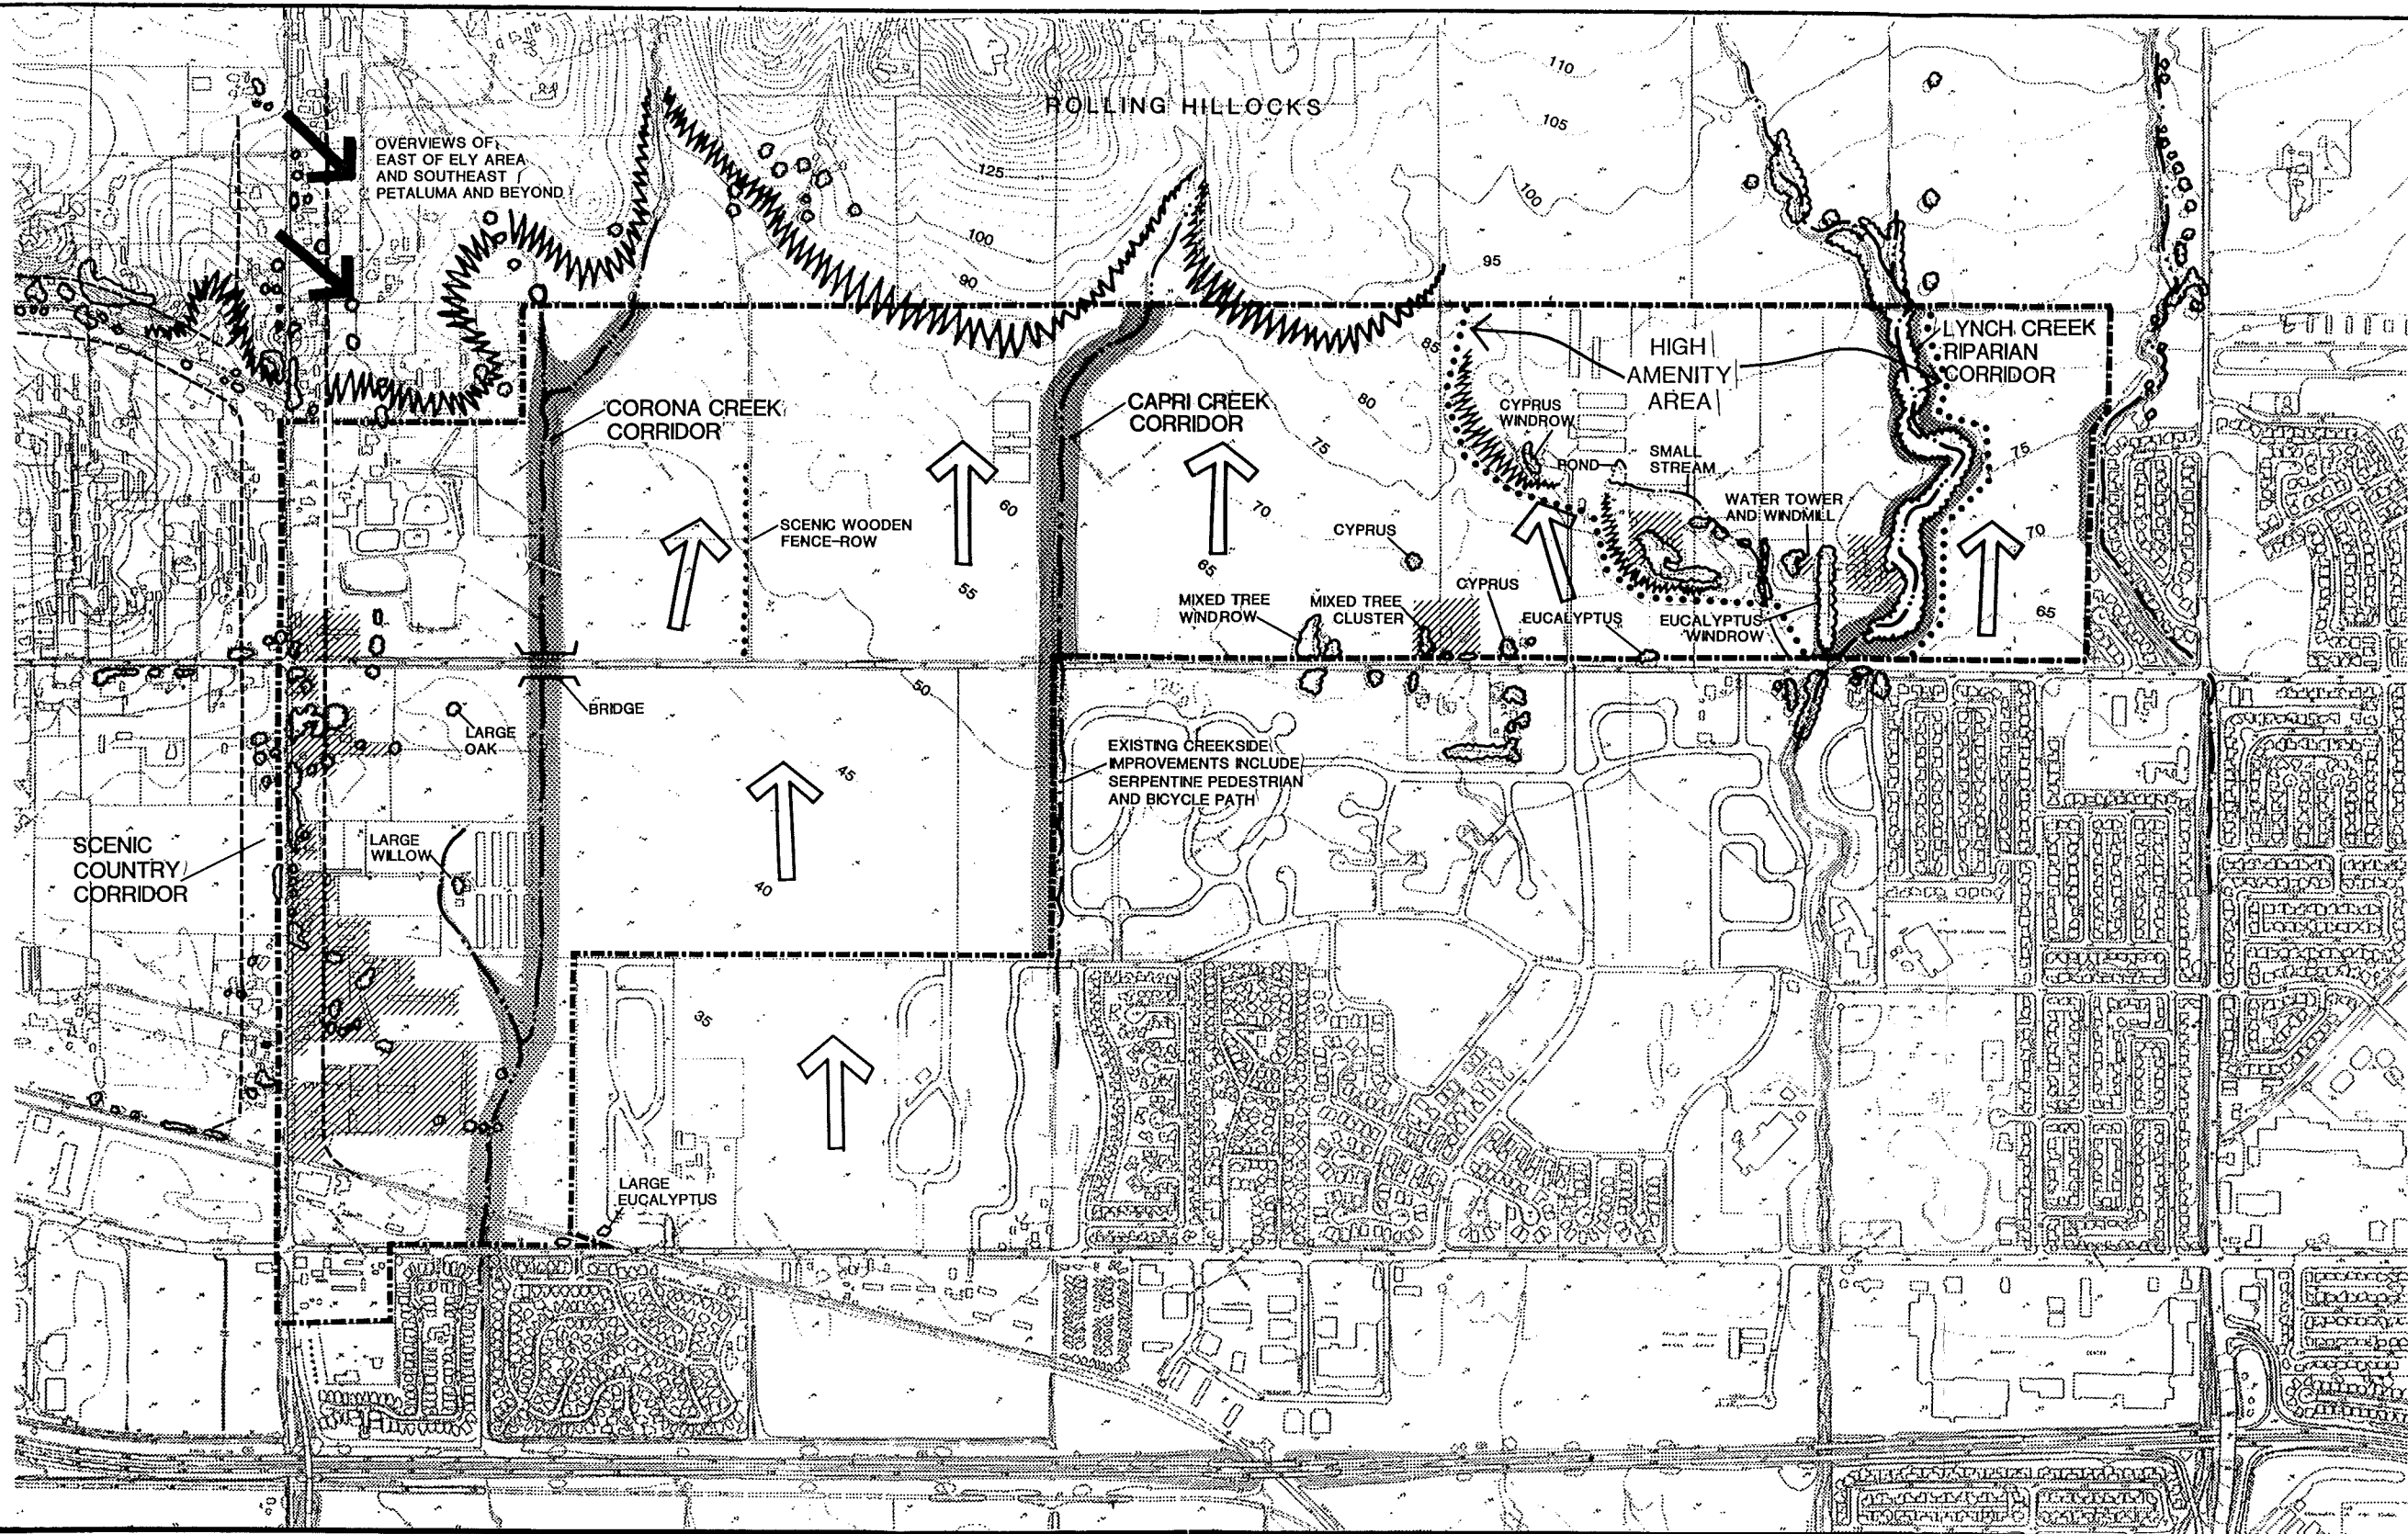 ROLLING HILLOCKS
110
105
100
95
125
100
90
OVERVIEWS OF
EAST OF ELY AREA
AND SOUTHEAST
PETALUMA AND BEYOND
HIGH
AMENITY
AREA
LYNCH CREEK
RIPARIAN
CORRIDOR
85
80
75
70
65
CORONA CREEK
CORRIDOR
CAPRI CREEK
CORRIDOR
CYPRUS
WINDROW
POND
SMALL
STREAM
WATER TOWER
AND WINDMILL
75
70
65
SCENIC WOODEN
FENCE-ROW
60
55
CYPRUS
CYPRUS
MIXED TREE
WINDROW
MIXED TREE
CLUSTER
EUCALYPTUS
EUCALYPTUS
WINDROW
BRIDGE
LARGE
OAK
50
45
40
35
EXISTING CREEKSIDE
IMPROVEMENTS INCLUDE
SERPENTINE PEDESTRIAN
AND BICYCLE PATH
SCENIC
COUNTRY
CORRIDOR
LARGE
WILLOW
LARGE
EUCALYPTUS